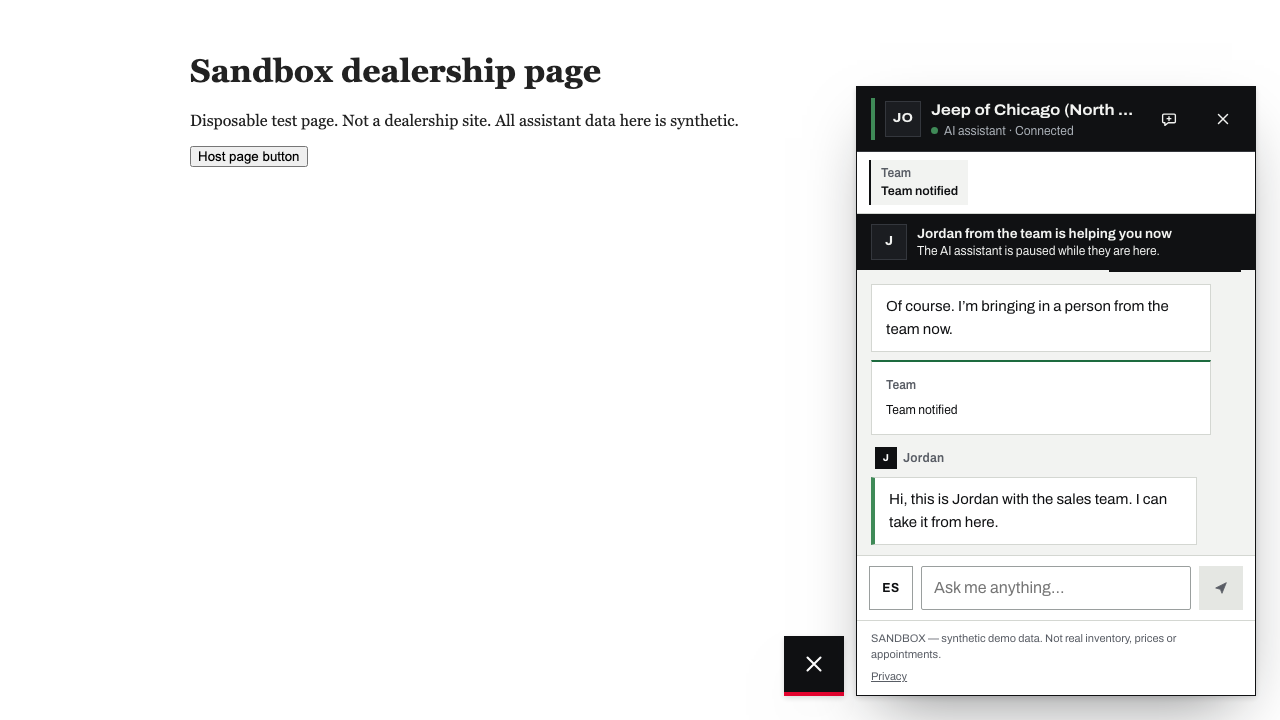 Sandbox dealership page
Disposable test page. Not a dealership site. All assistant data here is synthetic.
Host page button
JO
Jeep of Chicago (North ...
AI assistant · Connected
Team
Team notified
J
Jordan from the team is helping you now
The AI assistant is paused while they are here.
Of course. I’m bringing in a person from the
team now.
Team
Team notified
J
Jordan
Hi, this is Jordan with the sales team. I can
take it from here.
ES
Ask me anything...
SANDBOX — synthetic demo data. Not real inventory, prices or
appointments.
Privacy